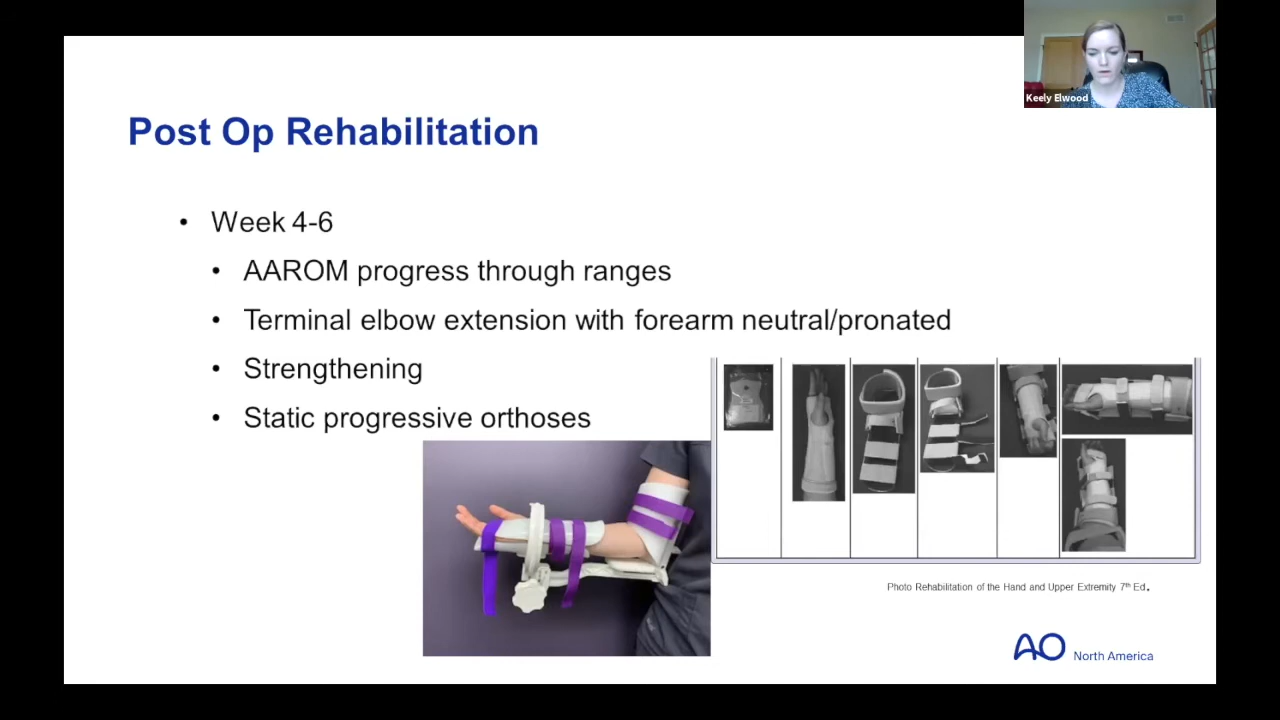 Keely Elwood
Post Op Rehabilitation
• Week 4-6
• AAROM progress through ranges
• Terminal elbow extension with forearm neutral/pronated
• Strengthening
• Static progressive orthoses
Photo Rehabilitation of the Hand and Upper Extremity 7th Ed.
AO North America